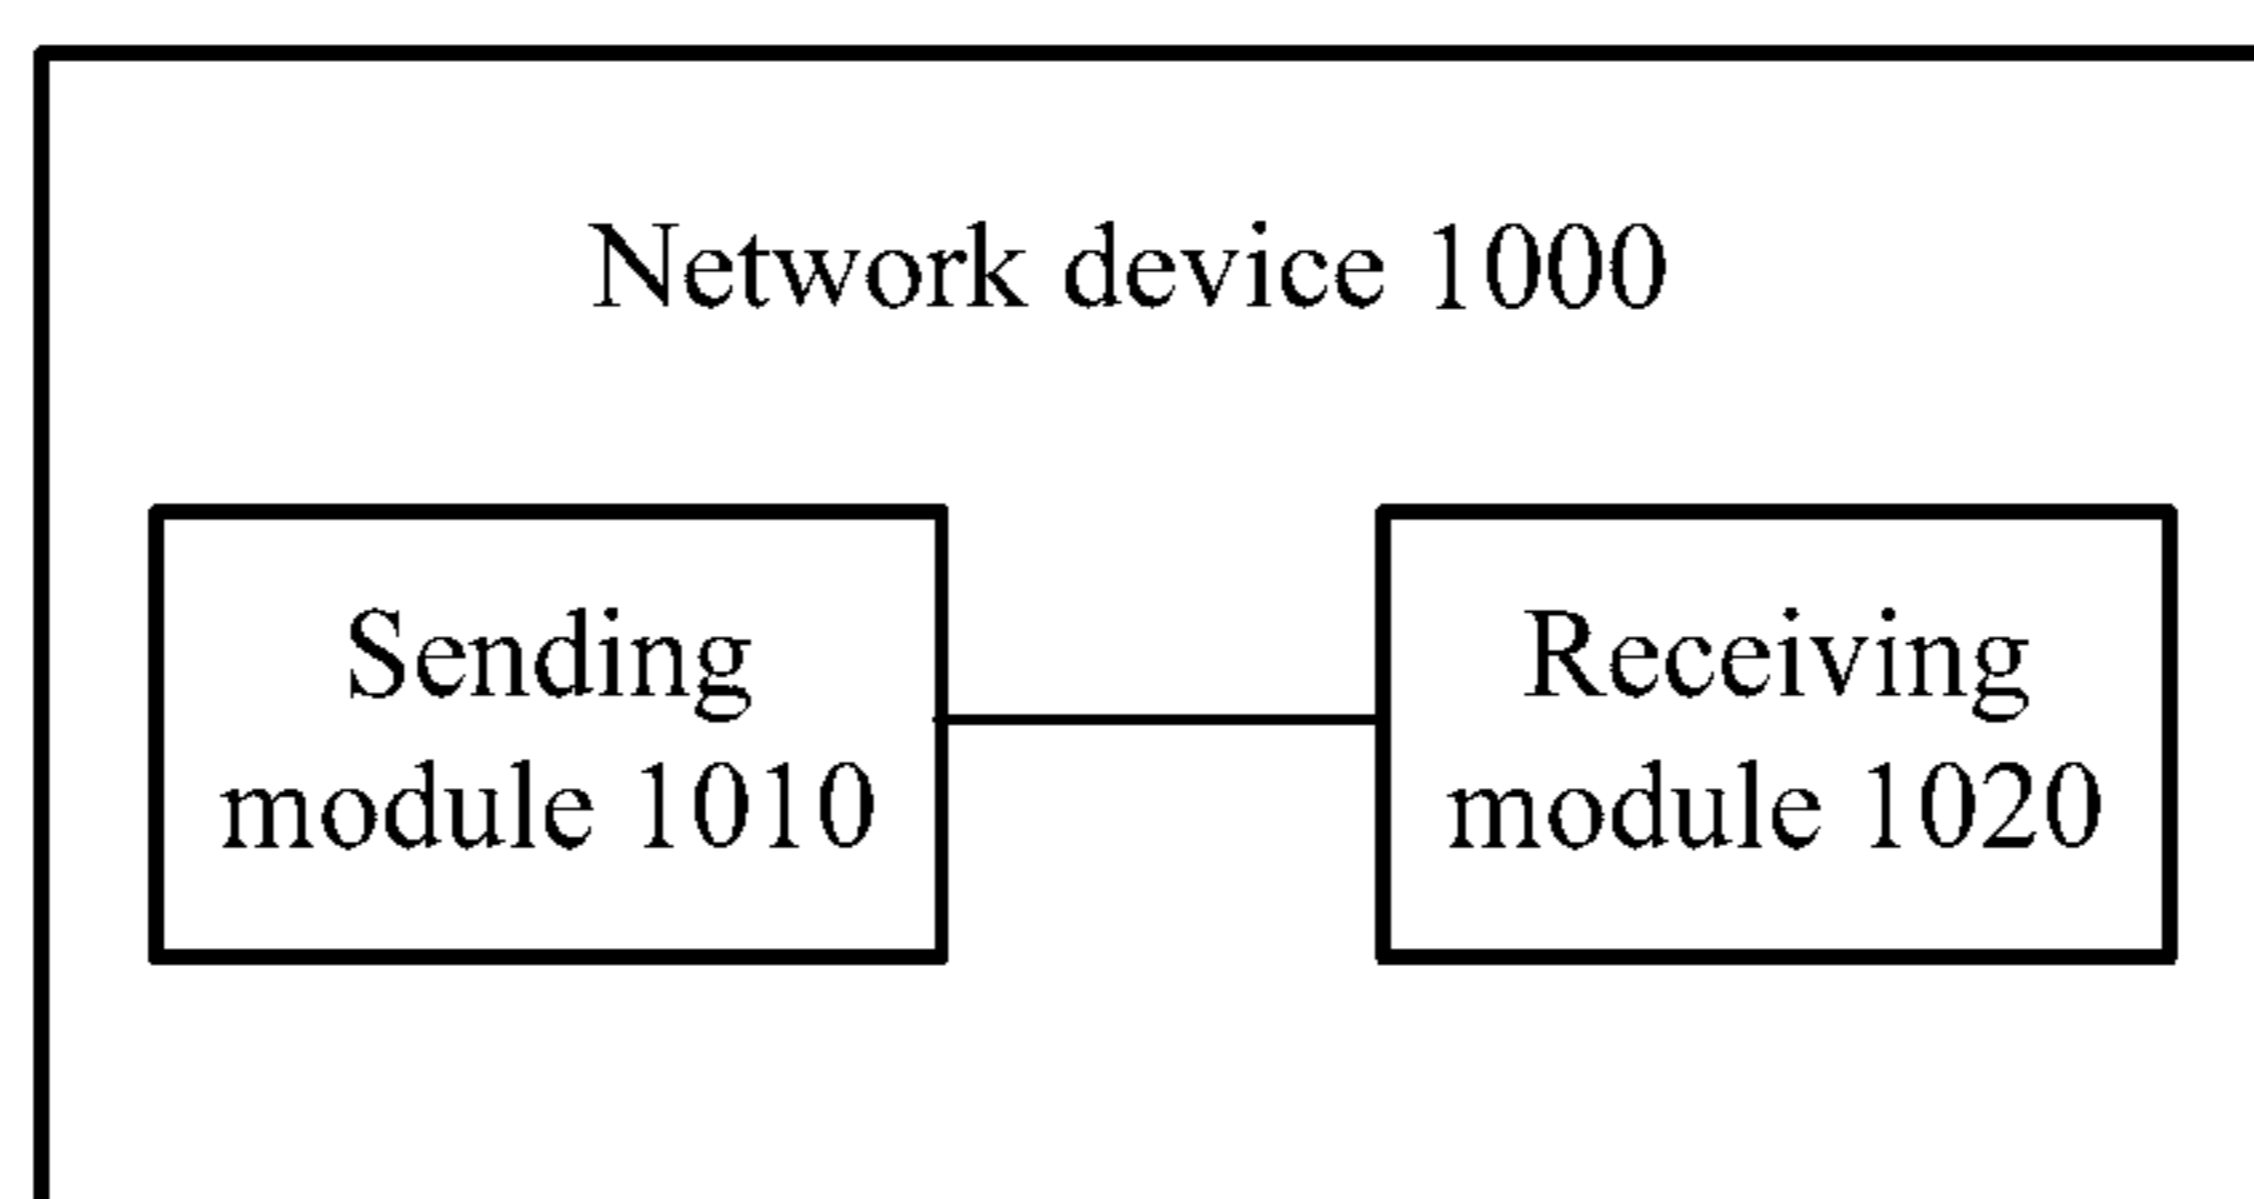 Network device 1000
Sending
module 1010
Receiving
module 1020